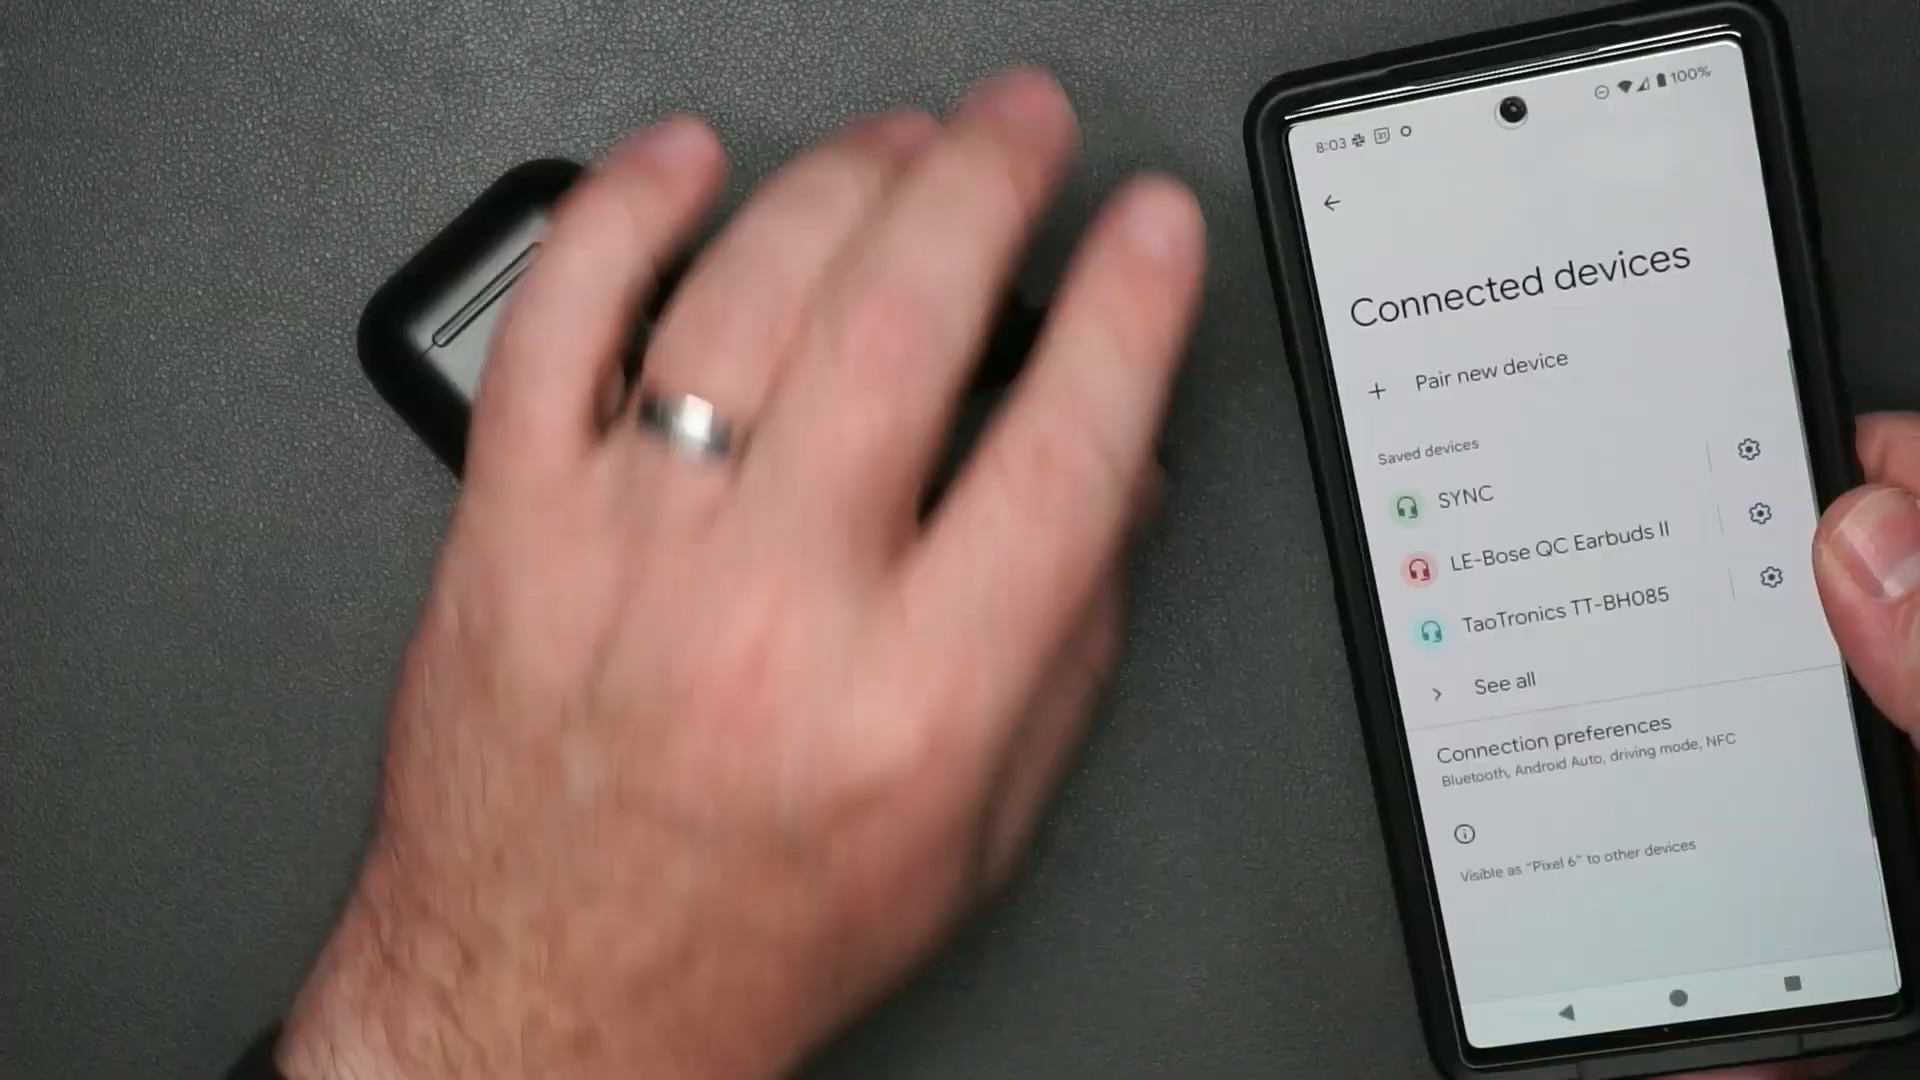 8:03
31
100%
Connected devices
Pair new device
Saved devices
SYNC
LE-Bose QC Earbuds II
TaoTronics TT-BH085
See all
Connection preferences
Bluetooth, Android Auto, driving mode, NFC
Visible as "Pixel 6" to other devices